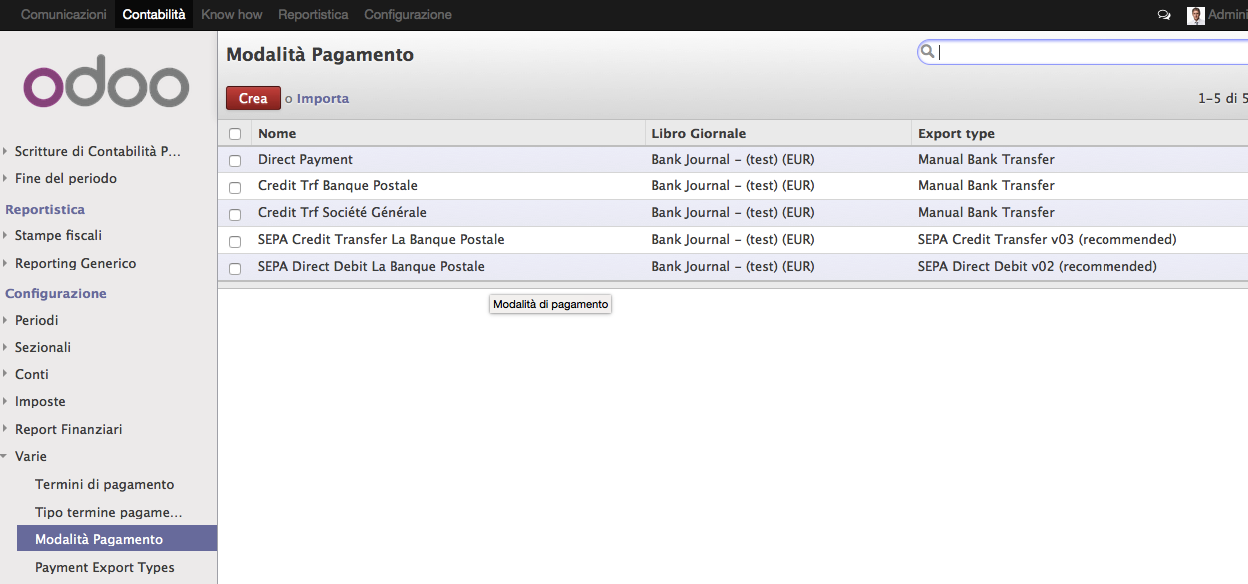 Comunicazioni Contabilità Know how Reportistica Configurazione Admini
odoo
Scritture di Contabilità P...
Fine del periodo
Reportistica
Stampe fiscali
Reporting Generico
Configurazione
Periodi
Sezionali
Conti
Imposte
Report Finanziari
Varie
Termini di pagamento
Tipo termine pagame...
Modalità Pagamento
Payment Export Types
Modalità Pagamento
Crea o Importa 1-5 di 5
Nome Libro Giornale Export type
Direct Payment Bank Journal - (test) (EUR) Manual Bank Transfer
Credit Trf Banque Postale Bank Journal - (test) (EUR) Manual Bank Transfer
Credit Trf Société Générale Bank Journal - (test) (EUR) Manual Bank Transfer
SEPA Credit Transfer La Banque Postale Bank Journal - (test) (EUR) SEPA Credit Transfer v03 (recommended)
SEPA Direct Debit La Banque Postale Bank Journal - (test) (EUR) SEPA Direct Debit v02 (recommended)
Modalità di pagamento